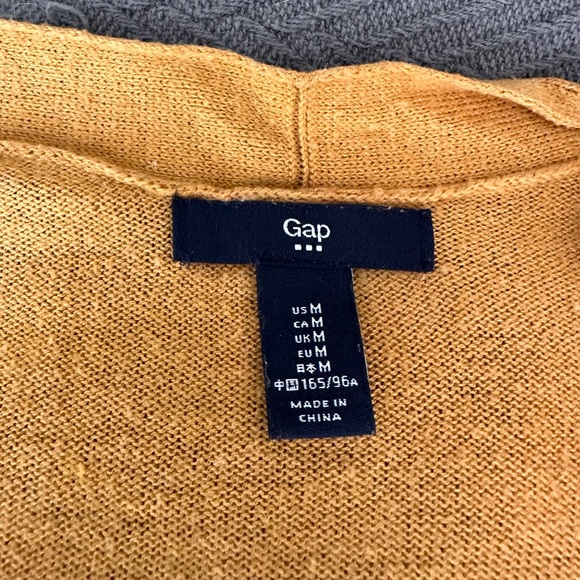 Gap
US M
CA M
UK M
EU M
日本 M
中国 165/96A
MADE IN
CHINA